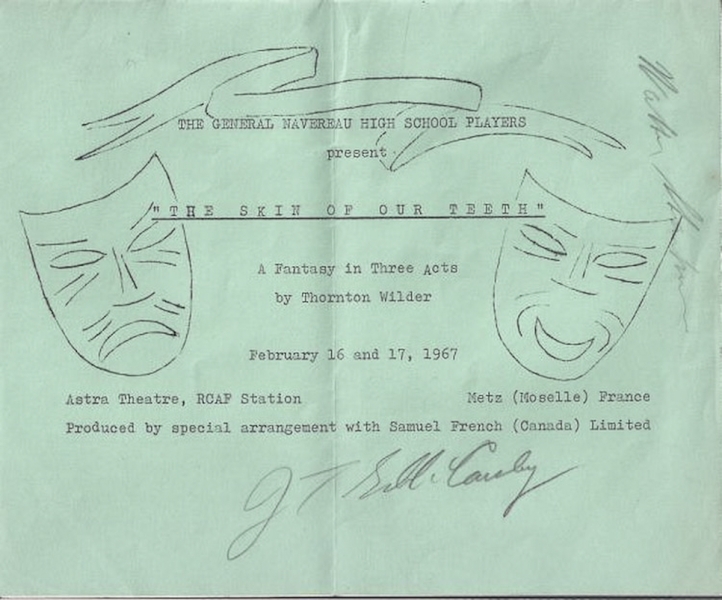 THE GENERAL NAVEREAU HIGH SCHOOL PLAYERS
present
"THE SKIN OF OUR TEETH"
A Fantasy in Three Acts
by Thornton Wilder
February 16 and 17, 1967
Astra Theatre, RCAF Station Metz (Moselle) France
Produced by special arrangement with Samuel French (Canada) Limited